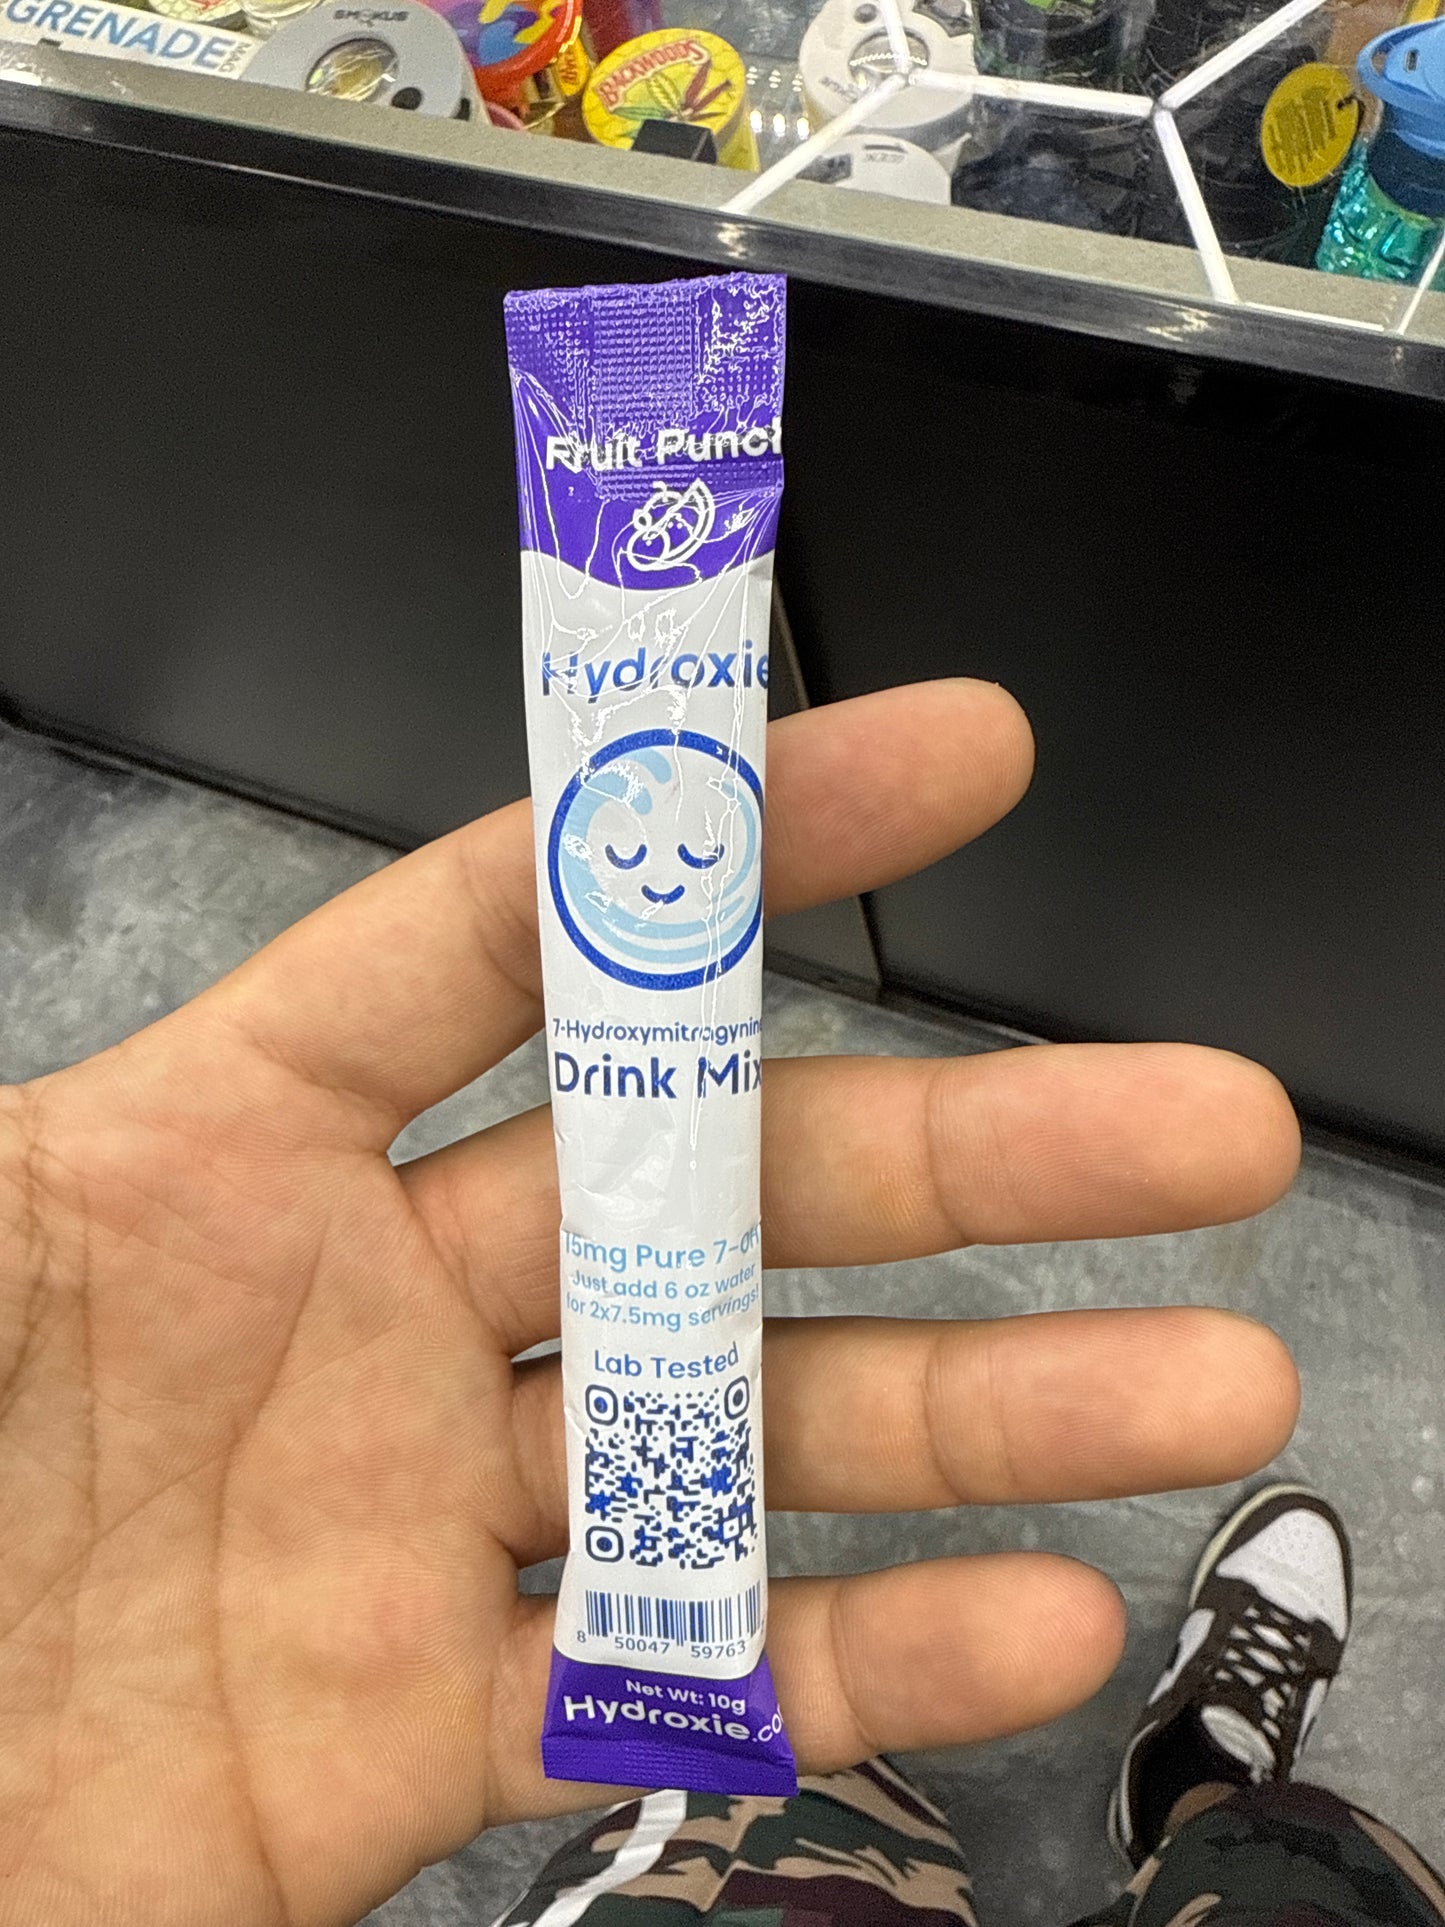 GRENADE
SMOKUS
BACKWOODS
Fruit Punch
Hydroxie
7-Hydroxymitragynine
Drink Mix
15mg Pure 7-OH
Just add 6 oz water
for 2x7.5mg servings!
Lab Tested
8 50047 59763
Net Wt: 10g
Hydroxie.co